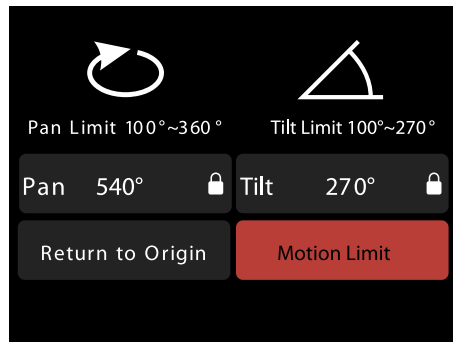 Pan Limit 100°~360°
Tilt Limit 100°~270°
Pan 540°
Tilt 270°
Return to Origin
Motion Limit